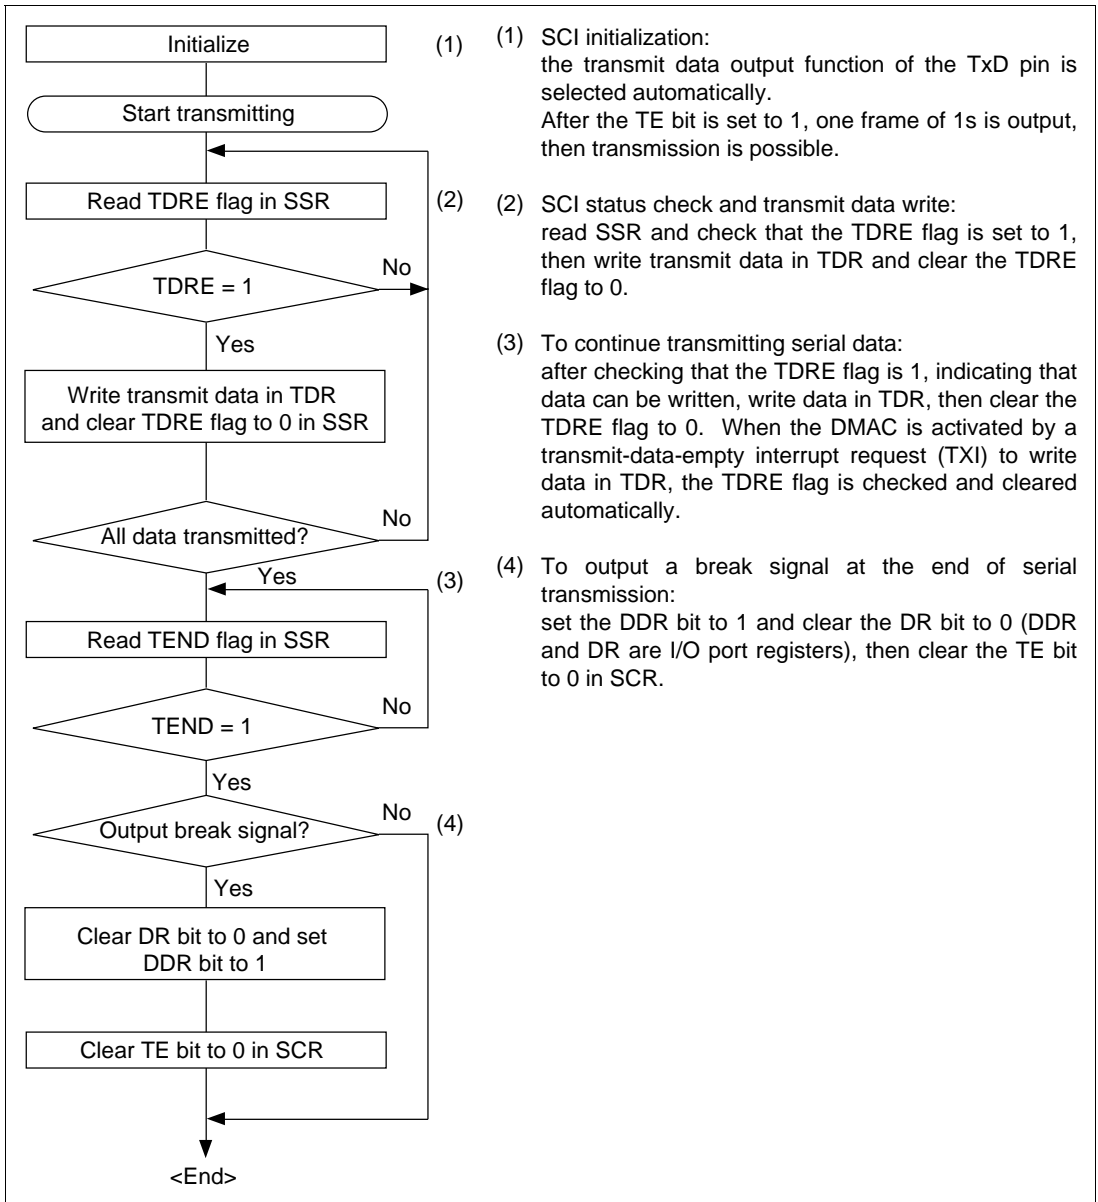 Initialize
(1)
Start transmitting
Read TDRE flag in SSR
(2)
TDRE = 1
No
Yes
Write transmit data in TDR
and clear TDRE flag to 0 in SSR
All data transmitted?
No
Yes
(3)
Read TEND flag in SSR
TEND = 1
No
Yes
Output break signal?
No
(4)
Yes
Clear DR bit to 0 and set
DDR bit to 1
Clear TE bit to 0 in SCR
<End>
(1) SCI initialization:
the transmit data output function of the TxD pin is
selected automatically.
After the TE bit is set to 1, one frame of 1s is output,
then transmission is possible.
(2) SCI status check and transmit data write:
read SSR and check that the TDRE flag is set to 1,
then write transmit data in TDR and clear the TDRE
flag to 0.
(3) To continue transmitting serial data:
after checking that the TDRE flag is 1, indicating that
data can be written, write data in TDR, then clear the
TDRE flag to 0. When the DMAC is activated by a
transmit-data-empty interrupt request (TXI) to write
data in TDR, the TDRE flag is checked and cleared
automatically.
(4) To output a break signal at the end of serial
transmission:
set the DDR bit to 1 and clear the DR bit to 0 (DDR
and DR are I/O port registers), then clear the TE bit
to 0 in SCR.